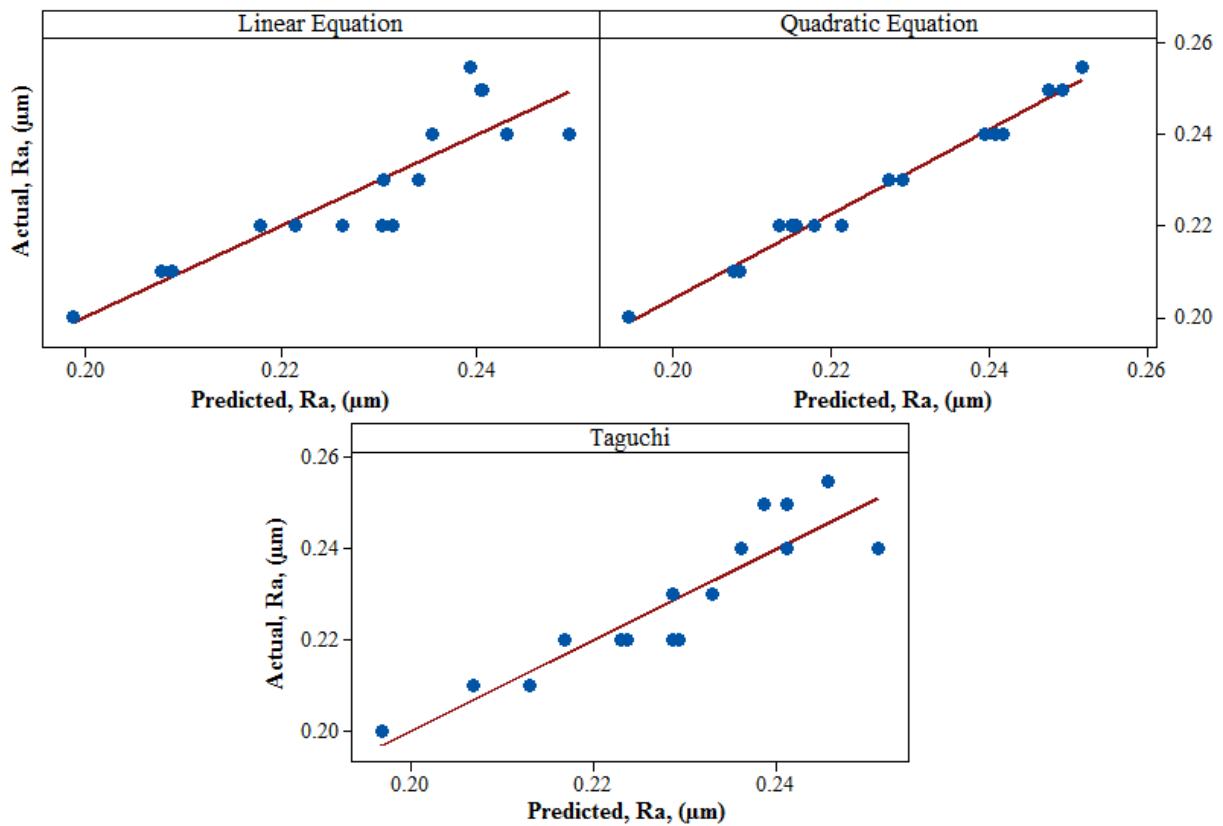 Linear Equation
Quadratic Equation
Actual, Ra, (μm)
0.26
0.24
0.22
0.20
0.20 0.22 0.24
0.20 0.22 0.24 0.26
Predicted, Ra, (μm)
Predicted, Ra, (μm)
Taguchi
Actual, Ra, (μm)
0.26
0.24
0.22
0.20
0.20 0.22 0.24
Predicted, Ra, (μm)